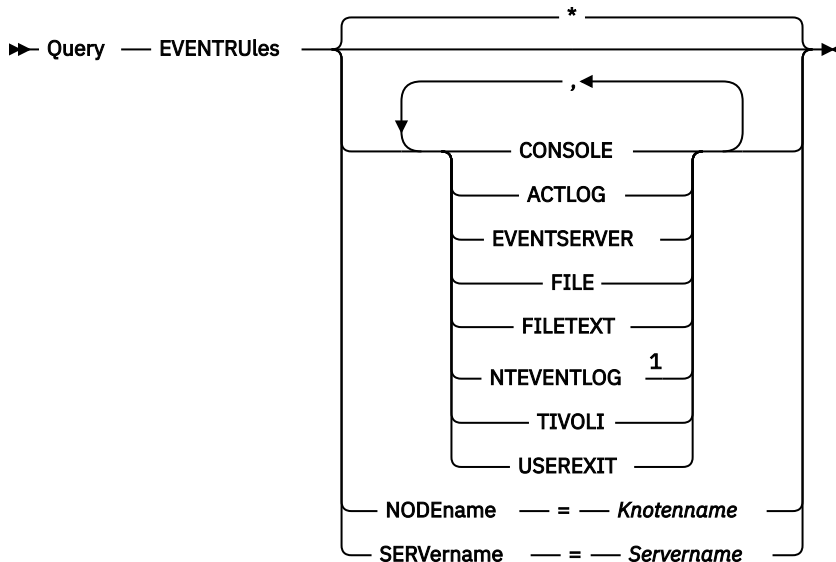 *
Query EVENTRUles
,
CONSOLE
ACTLOG
EVENTSERVER
FILE
FILETEXT
NTEVENTLOG 1
TIVOLI
USEREXIT
NODEname = Knotenname
SERVername = Servername